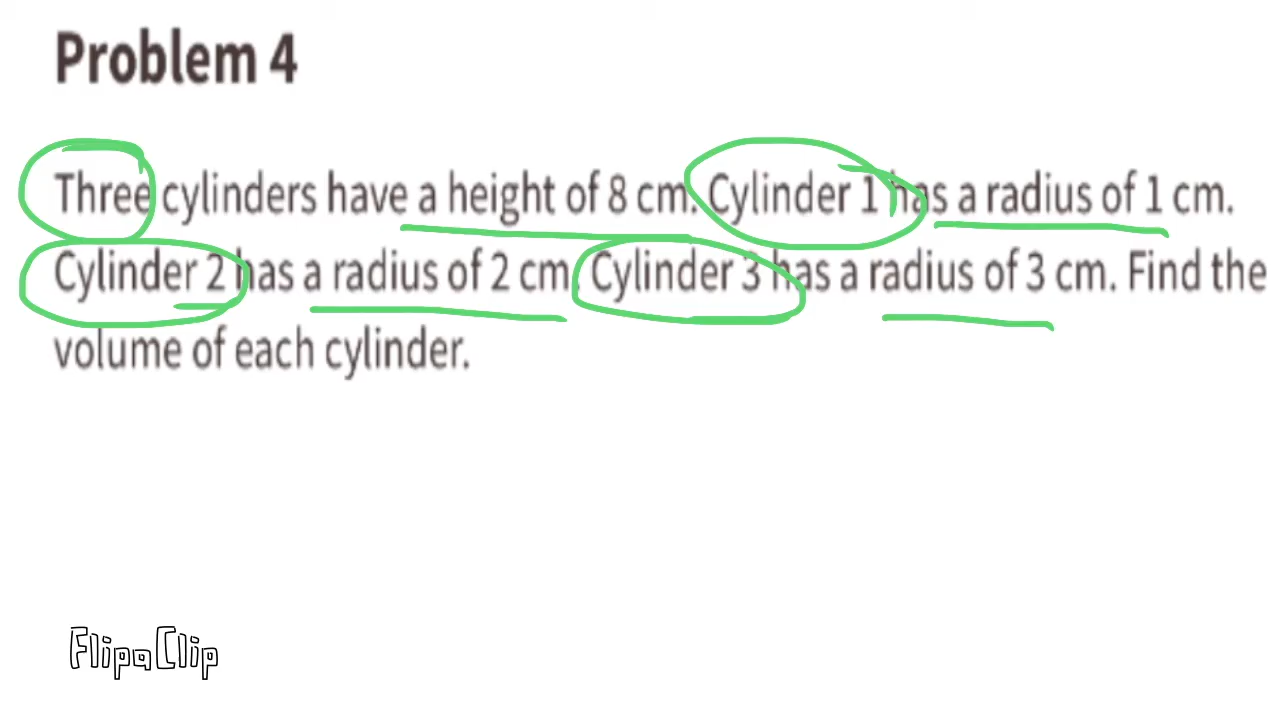 Problem 4
Three cylinders have a height of 8 cm. Cylinder 1 has a radius of 1 cm.
Cylinder 2 has a radius of 2 cm. Cylinder 3 has a radius of 3 cm. Find the
volume of each cylinder.
FlipaClip